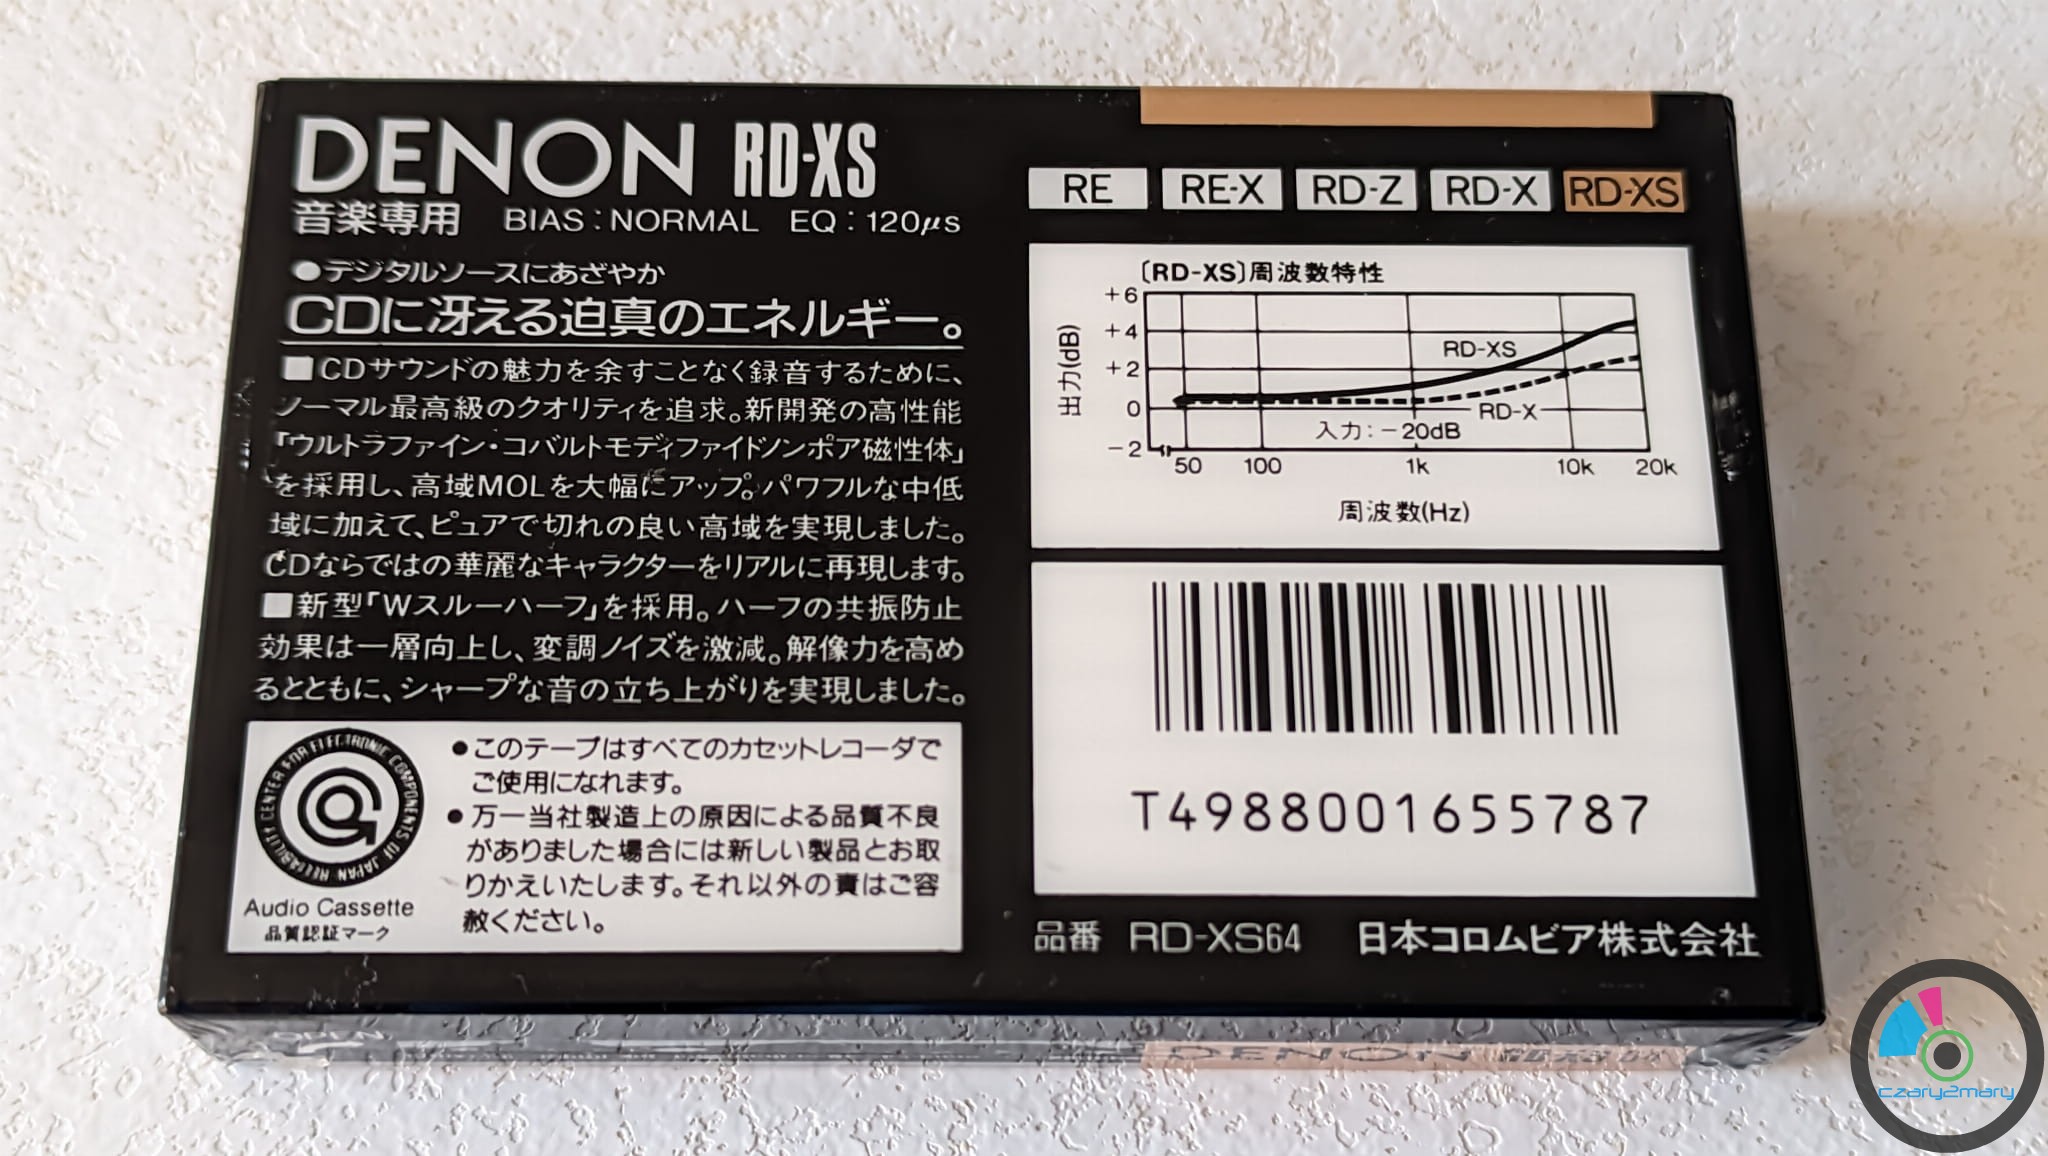 DENON RD-XS
音楽専用 BIAS:NORMAL EQ:120μs
●デジタルソースにあざやか
CDに冴える迫真のエネルギー。
■CDサウンドの魅力を余すことなく録音するために、
ノーマル最高級のクオリティを追求。新開発の高性能
「ウルトラファイン・コバルトモディファイドノンポア磁性体」
を採用し、高域MOLを大幅にアップ。パワフルな中低
域に加えて、ピュアで切れの良い高域を実現しました。
CDならではの華麗なキャラクターをリアルに再現します。
■新型「Wスルーハーフ」を採用。ハーフの共振防止
効果は一層向上し、変調ノイズを激減。解像力を高め
るとともに、シャープな音の立ち上がりを実現しました。
RELIABILITY CENTER FOR ELECTRONIC COMPONENTS OF JAPAN
Audio Cassette
品質認証マーク
●このテープはすべてのカセットレコーダで
ご使用になれます。
●万一当社製造上の原因による品質不良
がありました場合には新しい製品とお取
りかえいたします。それ以外の責はご容
赦ください。
RE RE-X RD-Z RD-X RD-XS
〔RD-XS〕周波数特性
出力(dB)
+6
+4
+2
0
-2
RD-XS
RD-X
入力:-20dB
50 100 1k 10k 20k
周波数(Hz)
T4988001655787
品番 RD-XS64 日本コロムビア株式会社
DENON
czary2mary